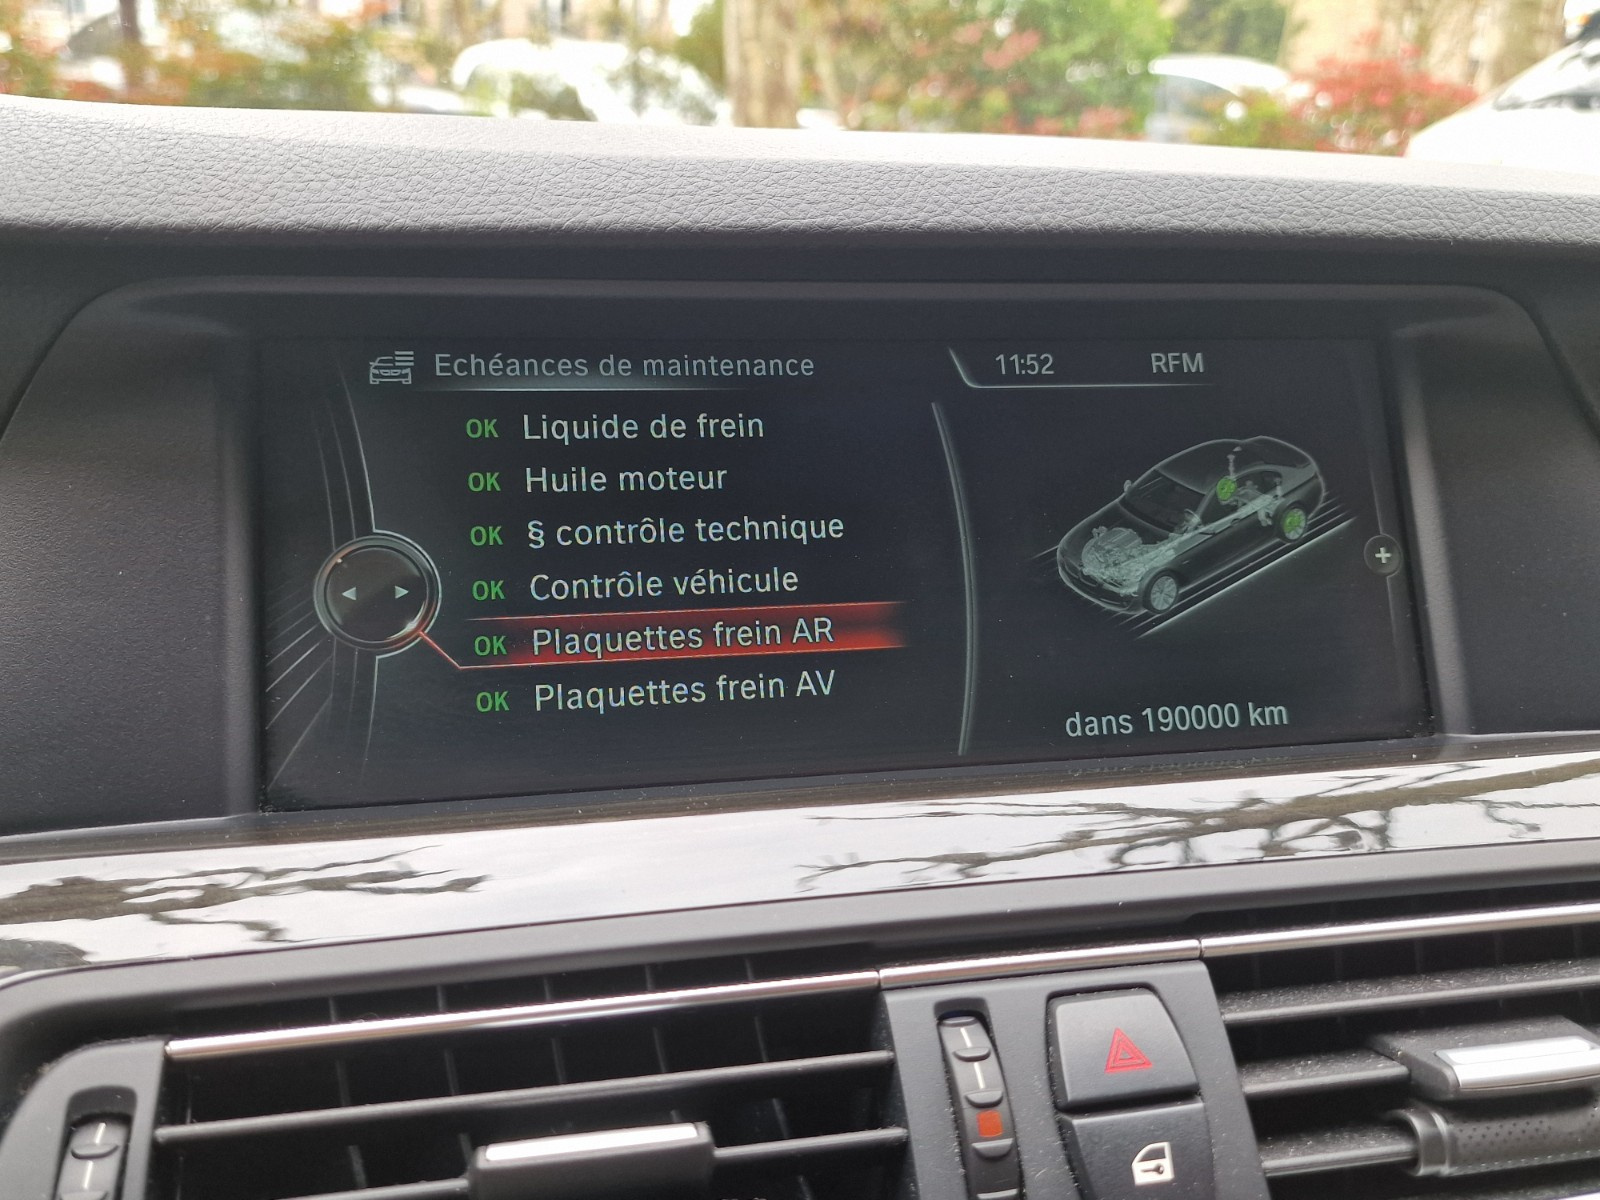 Echéances de maintenance
11:52 RFM
OK Liquide de frein
OK Huile moteur
OK § contrôle technique
OK Contrôle véhicule
OK Plaquettes frein AR
OK Plaquettes frein AV
dans 190000 km